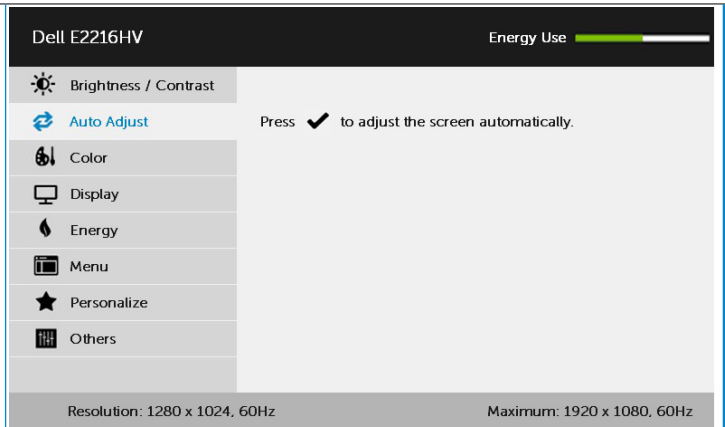 Dell E2216HV
Energy Use
Brightness / Contrast
Auto Adjust
Press ✔ to adjust the screen automatically.
Color
Display
Energy
Menu
Personalize
Others
Resolution: 1280 x 1024, 60Hz
Maximum: 1920 x 1080, 60Hz